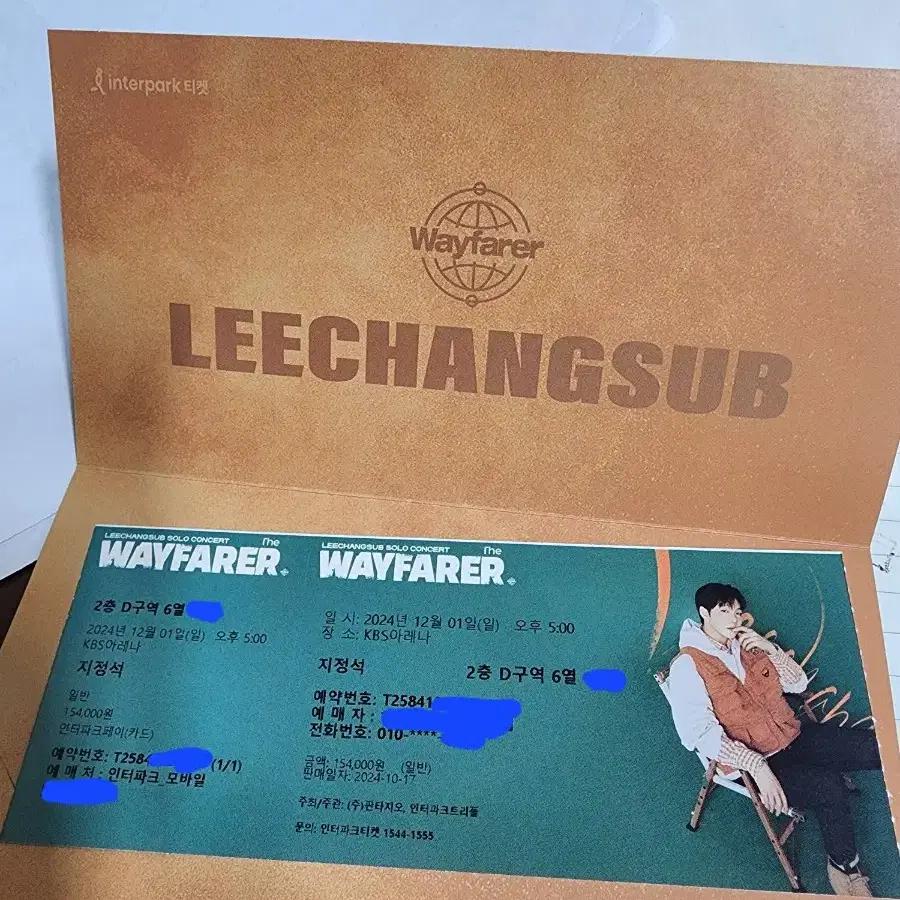 interpark 티켓
Wayfarer
LEECHANGSUB
LEECHANGSUB SOLO CONCERT
The
WAYFARER
2층 D구역 6열
2024년 12월 01일(일) 오후 5:00
KBS아레나
지정석
일반
154,000원
인터파크페이(카드)
예약번호: T2584 (1/1)
예 매 처 : 인터파크_모바일
LEECHANGSUB SOLO CONCERT
The
WAYFARER
일 시: 2024년 12월 01일(일) 오후 5:00
장 소: KBS아레나
지정석 2층 D구역 6열
예약번호: T25841
예 매 자 :
전화번호: 010-****
금액: 154,000원 (일반)
판매일자: 2024-10-17
주최/주관: (주)판타지오, 인터파크트리플
문의: 인터파크티켓 1544-1555